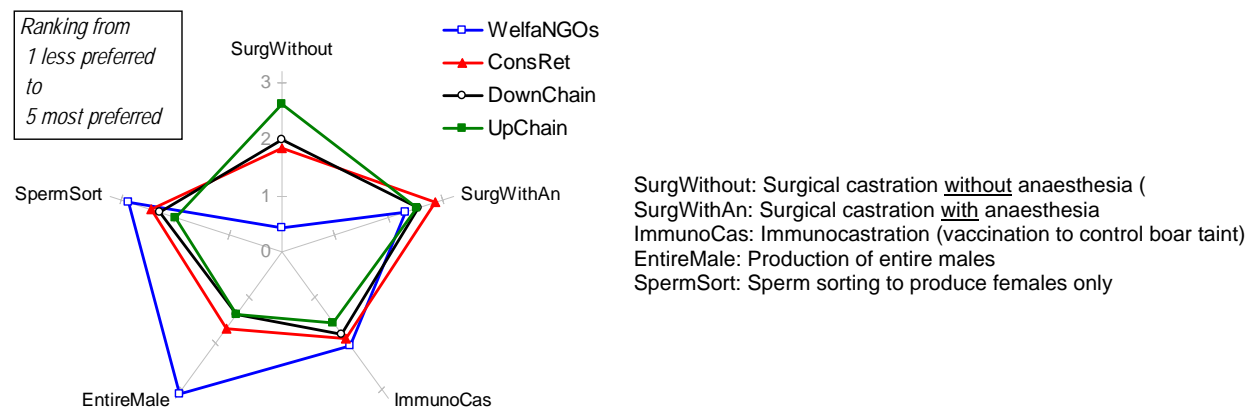 Ranking from
1 less preferred
to
5 most preferred
WelfaNGOs
ConsRet
DownChain
UpChain
SurgWithout
3
2
1
0
SpermSort
SurgWithAn
EntireMale
ImmunoCas
SurgWithout: Surgical castration without anaesthesia (
SurgWithAn: Surgical castration with anaesthesia
ImmunoCas: Immunocastration (vaccination to control boar taint)
EntireMale: Production of entire males
SpermSort: Sperm sorting to produce females only